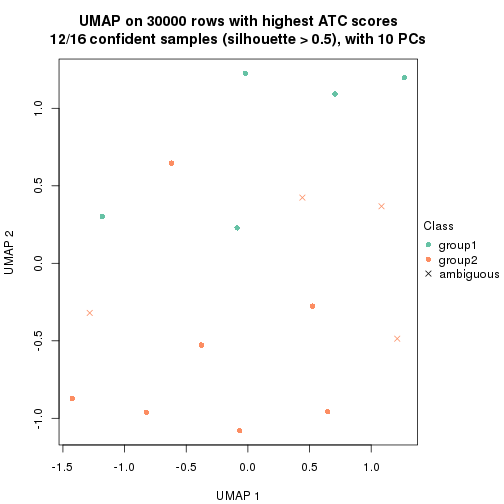 UMAP on 30000 rows with highest ATC scores
12/16 confident samples (silhouette > 0.5), with 10 PCs
1.0
0.5
0.0
-0.5
-1.0
UMAP 2
-1.5 -1.0 -0.5 0.0 0.5 1.0
UMAP 1
Class
group1
group2
ambiguous